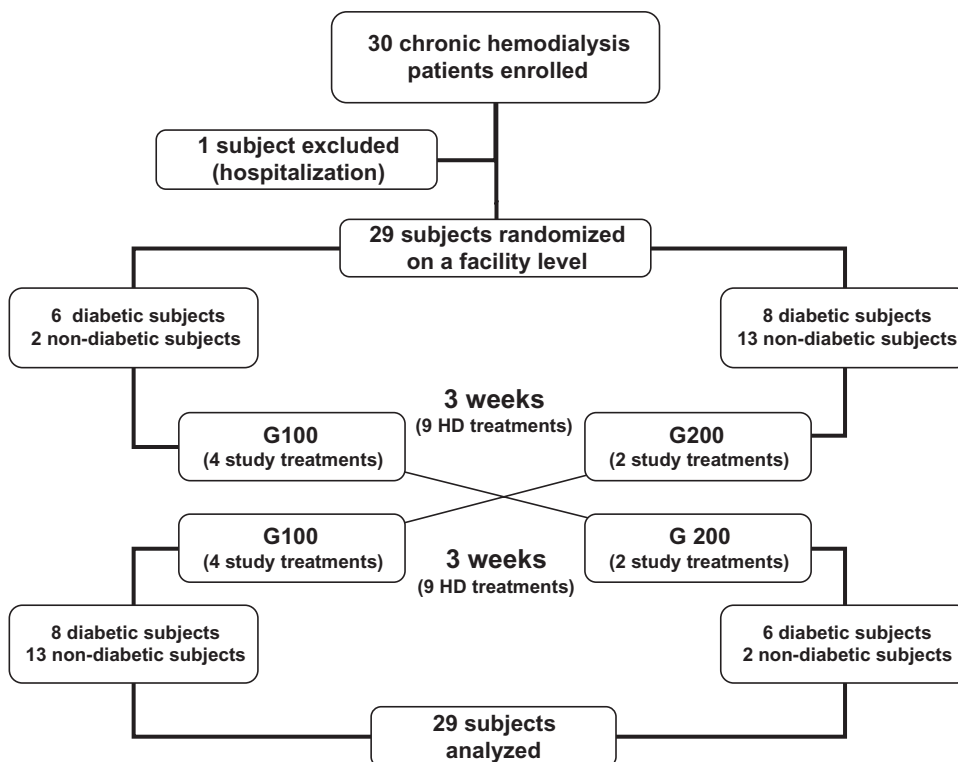 30 chronic hemodialysis
patients enrolled
1 subject excluded
(hospitalization)
29 subjects randomized
on a facility level
6 diabetic subjects
2 non-diabetic subjects
8 diabetic subjects
13 non-diabetic subjects
3 weeks
(9 HD treatments)
G100
(4 study treatments)
G200
(2 study treatments)
G100
(4 study treatments)
3 weeks
(9 HD treatments)
G 200
(2 study treatments)
8 diabetic subjects
13 non-diabetic subjects
6 diabetic subjects
2 non-diabetic subjects
29 subjects
analyzed